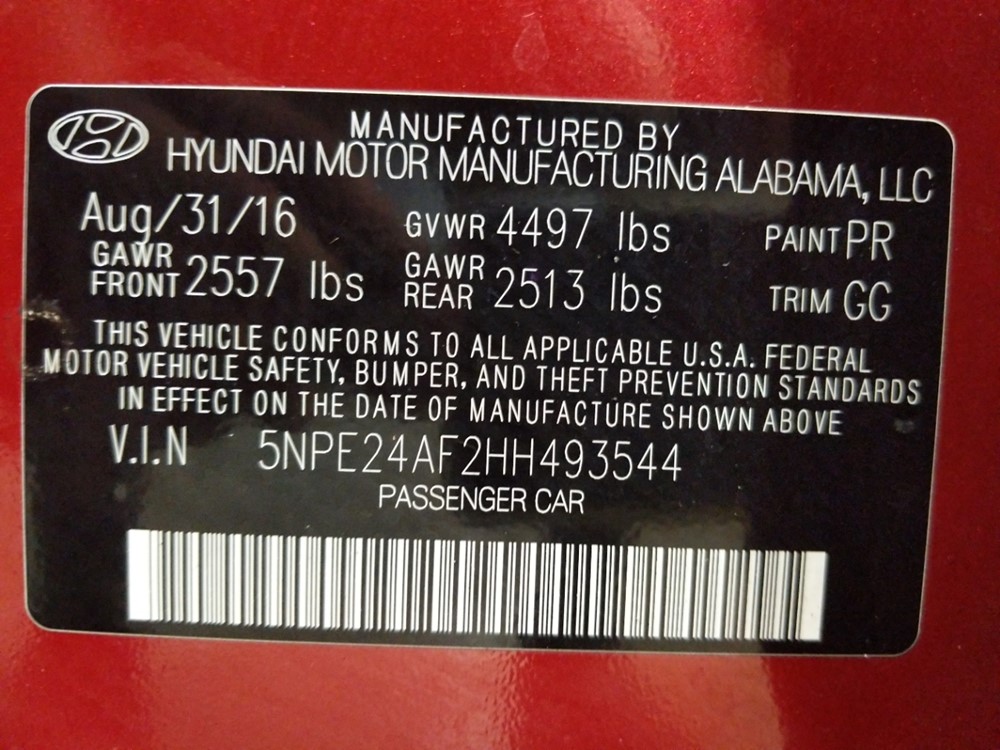 MANUFACTURED BY
HYUNDAI MOTOR MANUFACTURING ALABAMA, LLC
Aug/31/16 GVWR 4497 lbs PAINT PR
GAWR FRONT 2557 lbs GAWR REAR 2513 lbs TRIM GG
THIS VEHICLE CONFORMS TO ALL APPLICABLE U.S.A. FEDERAL
MOTOR VEHICLE SAFETY, BUMPER, AND THEFT PREVENTION STANDARDS
IN EFFECT ON THE DATE OF MANUFACTURE SHOWN ABOVE
V.I.N 5NPE24AF2HH493544
PASSENGER CAR